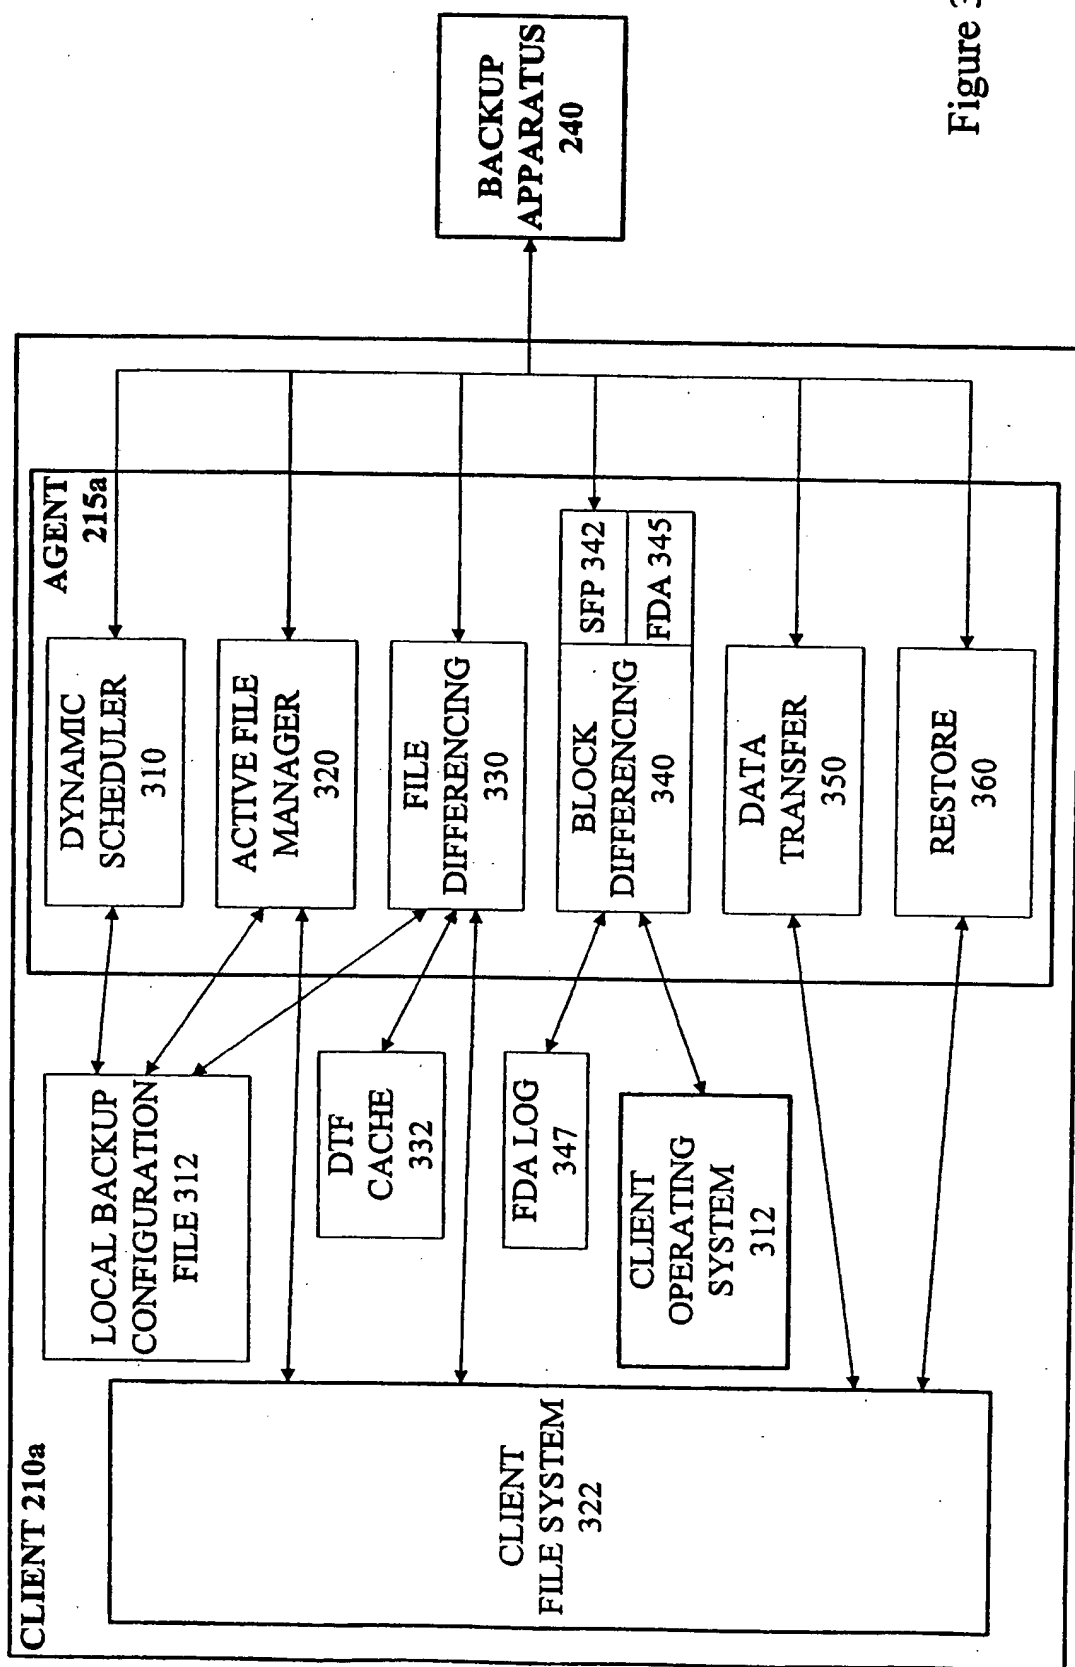 CLIENT 210a
CLIENT
FILE SYSTEM
322
LOCAL BACKUP
CONFIGURATION
FILE 312
DTF
CACHE
332
FDA LOG
347
CLIENT
OPERATING
SYSTEM
312
AGENT
215a
DYNAMIC
SCHEDULER
310
ACTIVE FILE
MANAGER
320
FILE
DIFFERENCING
330
BLOCK
DIFFERENCING
340
SFP 342
FDA 345
DATA
TRANSFER
350
RESTORE
360
BACKUP
APPARATUS
240
Figure 3